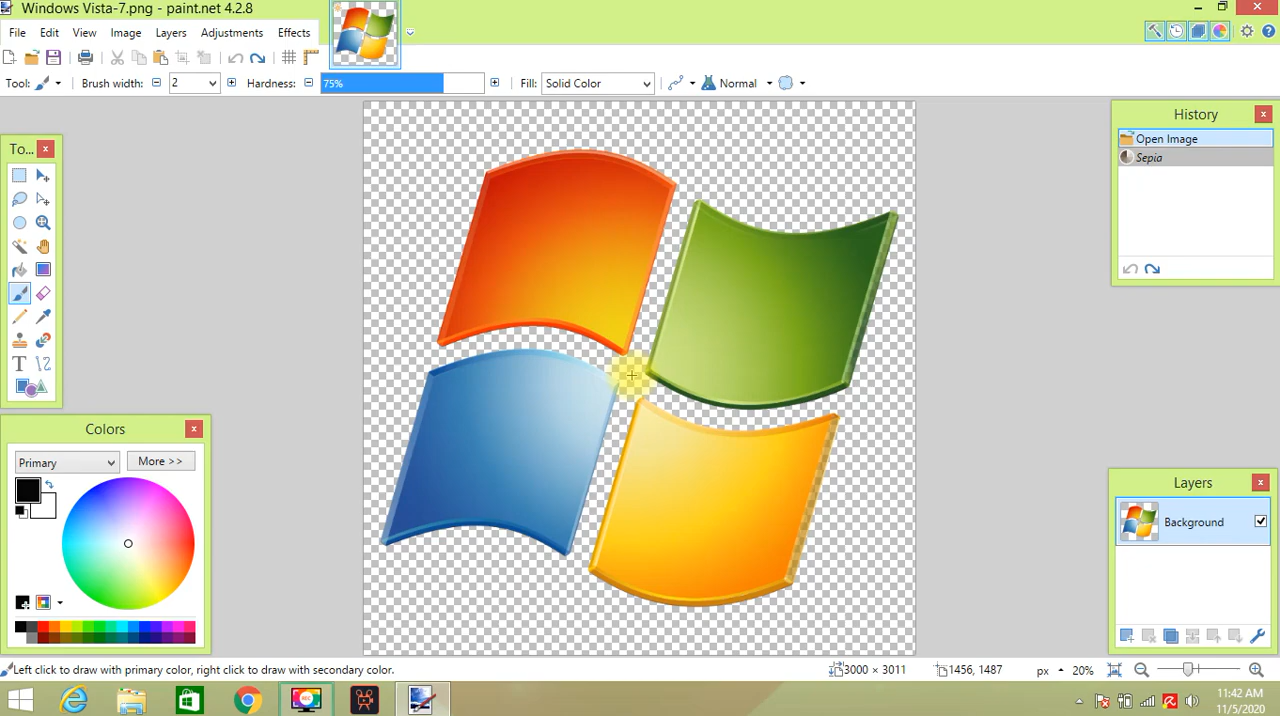 Windows Vista-7.png - paint.net 4.2.8
File Edit View Image Layers Adjustments Effects
Tool: Brush width: 2 Hardness: 75% Fill: Solid Color Normal
To...
History
Open Image
Sepia
Colors
Primary More >>
Layers
Background
Left click to draw with primary color, right click to draw with secondary color. 3000 × 3011 1456, 1487 px 20%
11:42 AM
11/5/2020